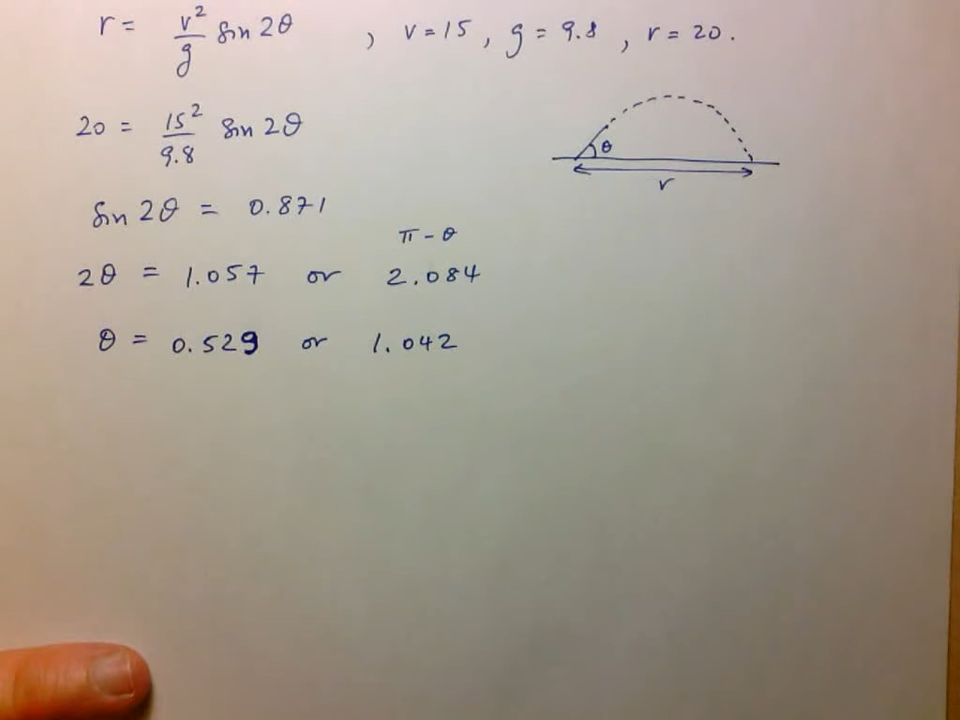 r = v²/g sin 2θ , v = 15 , g = 9.8 , r = 20 .
20 = 15²/9.8 sin 2θ
θ
r
sin 2θ = 0.871
π - θ
2θ = 1.057 or 2.084
θ = 0.529 or 1.042